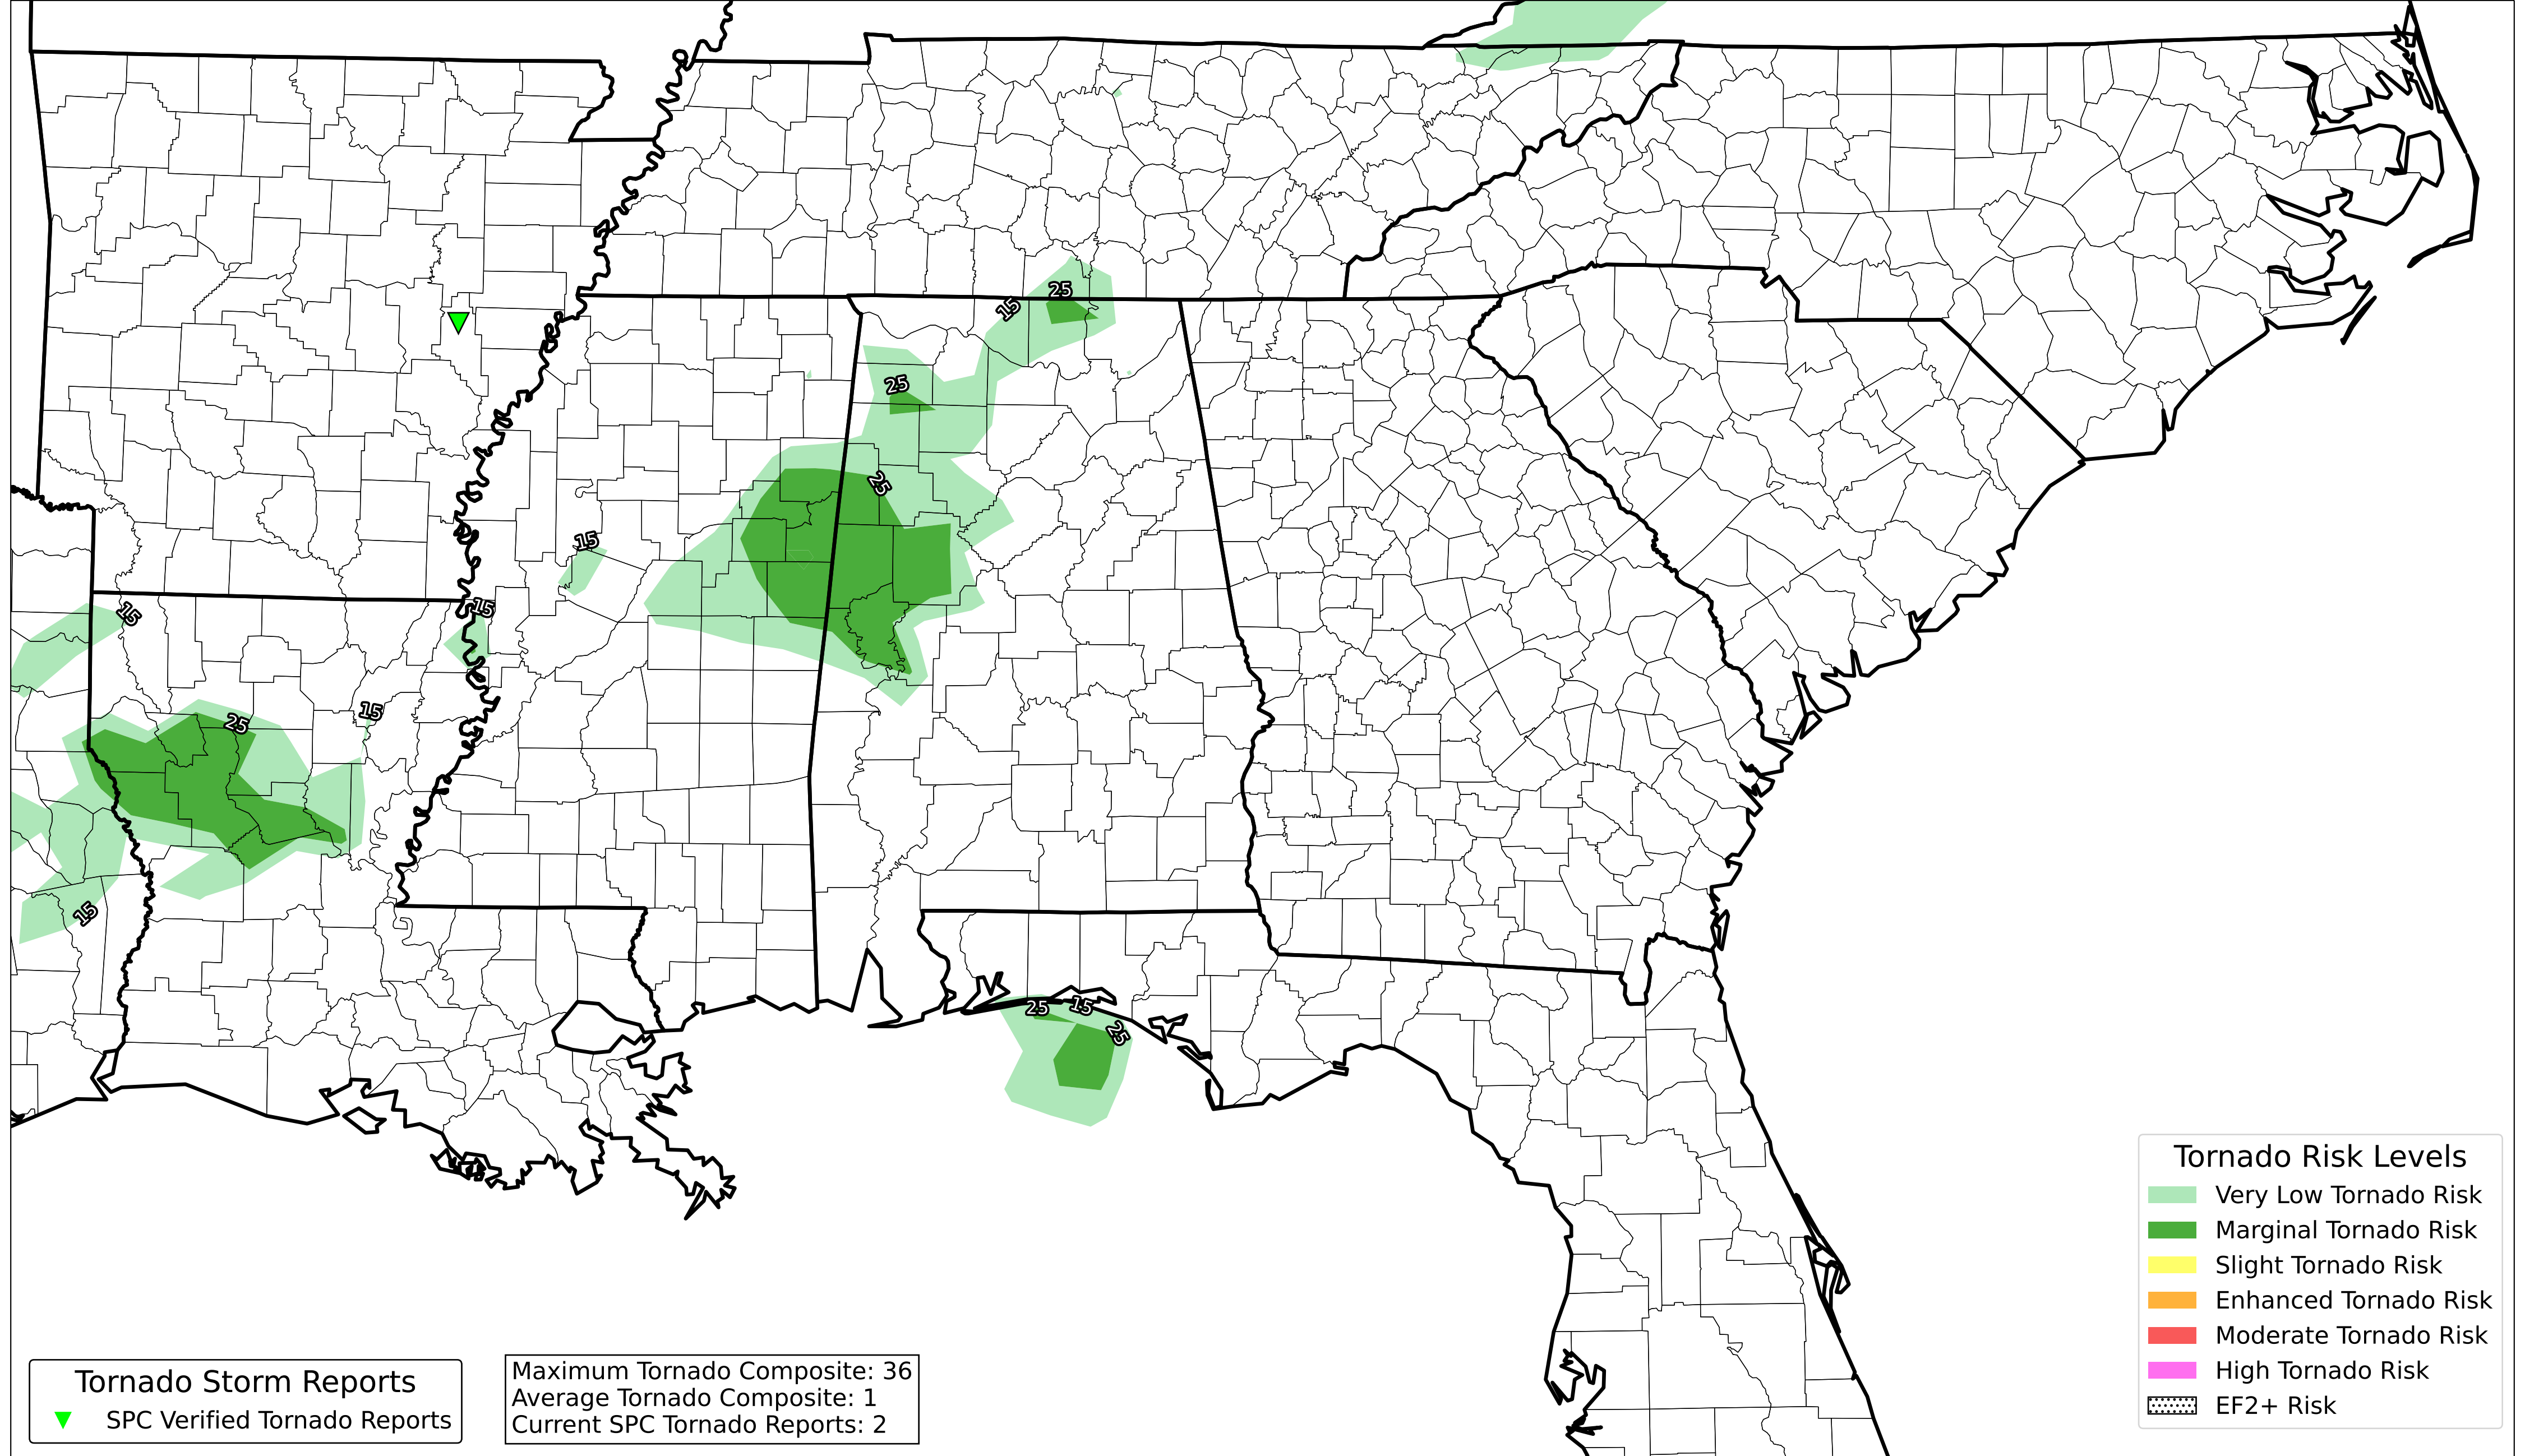 25
15
25
25
15
15
15
25
15
15
25
15
25
Tornado Risk Levels
Very Low Tornado Risk
Marginal Tornado Risk
Slight Tornado Risk
Enhanced Tornado Risk
Moderate Tornado Risk
High Tornado Risk
EF2+ Risk
Tornado Storm Reports
SPC Verified Tornado Reports
Maximum Tornado Composite: 36
Average Tornado Composite: 1
Current SPC Tornado Reports: 2